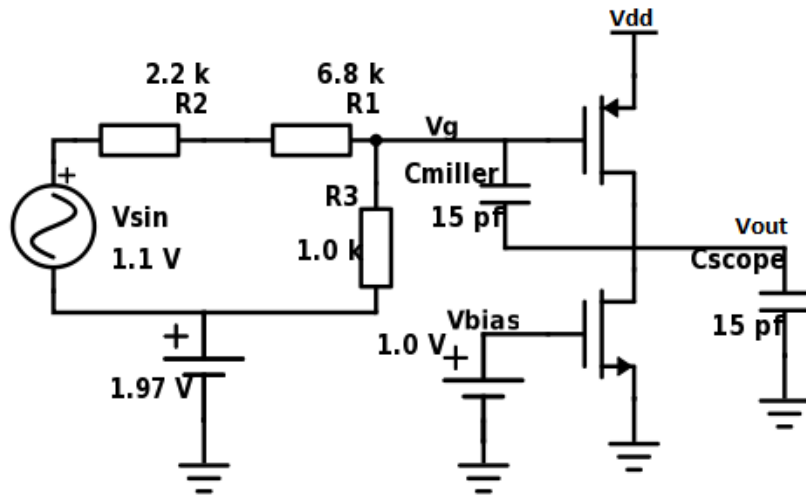 Vdd
2.2 k
R2
6.8 k
R1
Vg
Cmiller
15 pf
R3
1.0 k
+
Vsin
1.1 V
Vout
Cscope
15 pf
Vbias
1.0 V
+
+
1.97 V